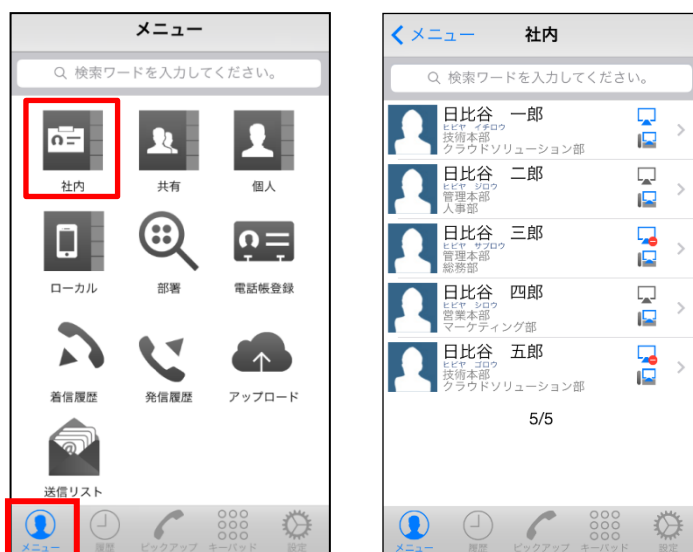 メニュー
検索ワードを入力してください。
社内
共有
個人
ローカル
部署
電話帳登録
着信履歴
発信履歴
アップロード
送信リスト
メニュー
履歴
ピックアップ
キーパッド
設定
メニュー
社内
検索ワードを入力してください。
日比谷 一郎
ヒビヤ イチロウ
技術本部
クラウドソリューション部
日比谷 二郎
ヒビヤ ジロウ
管理本部
人事部
日比谷 三郎
ヒビヤ サブロウ
管理本部
総務部
日比谷 四郎
ヒビヤ シロウ
営業本部
マーケティング部
日比谷 五郎
ヒビヤ ゴロウ
技術本部
クラウドソリューション部
5/5
メニュー
履歴
ピックアップ
キーパッド
設定